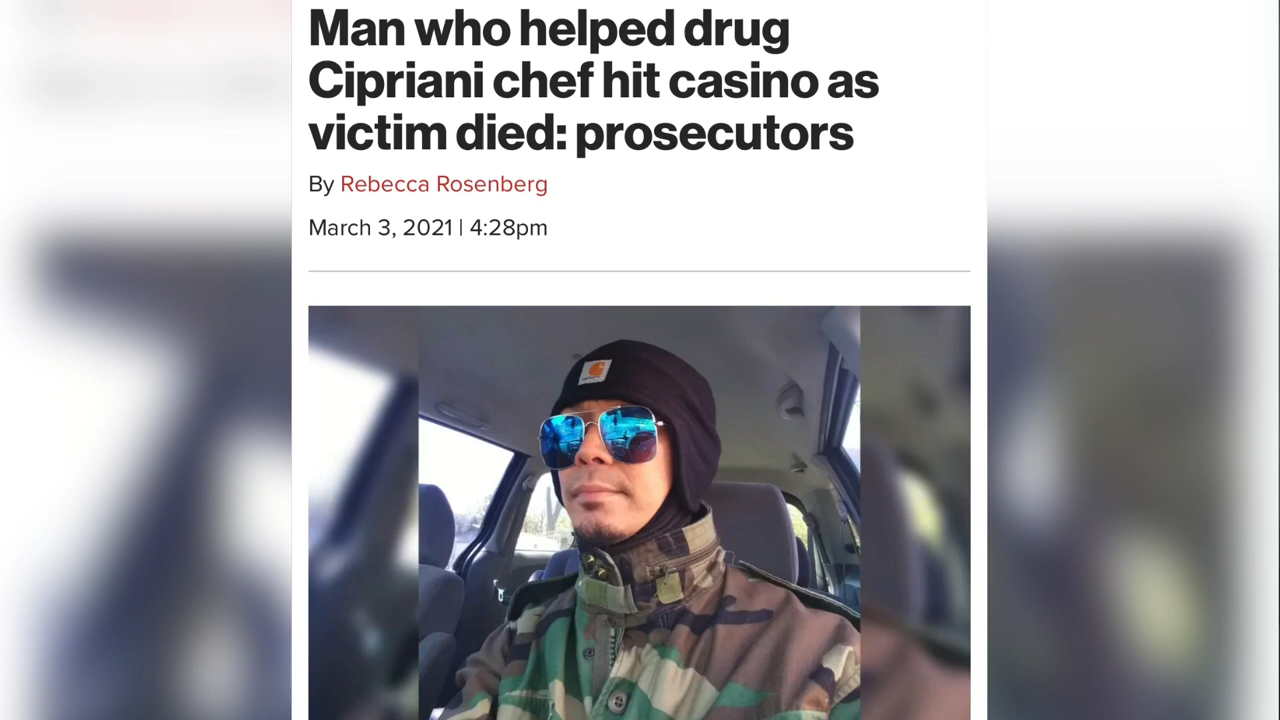 Man who helped drug
Cipriani chef hit casino as
victim died: prosecutors
By Rebecca Rosenberg
March 3, 2021 | 4:28pm